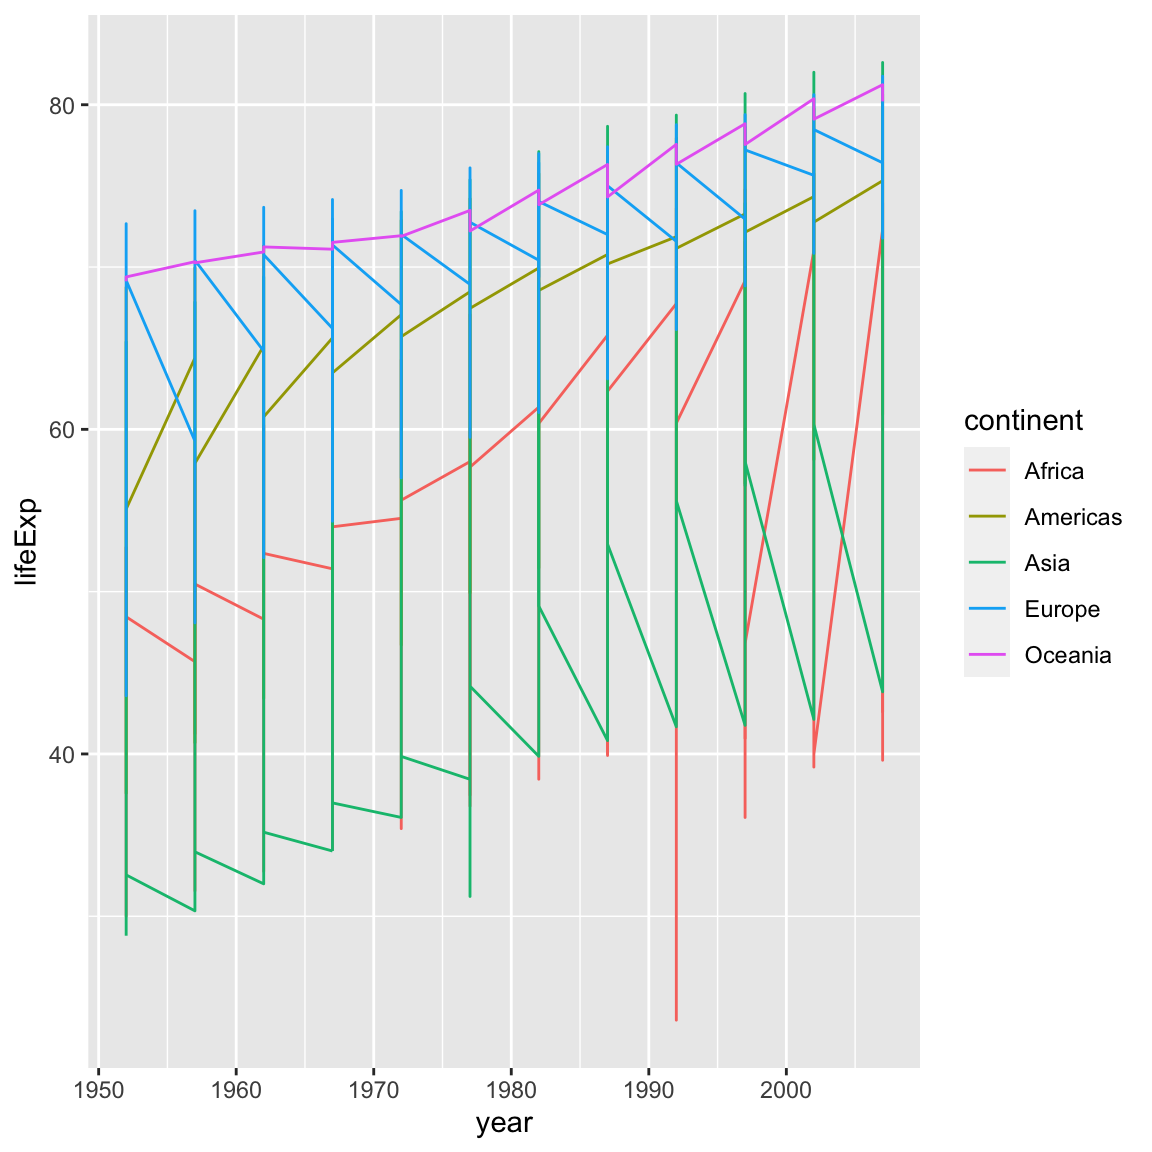 80
60
40
lifeExp
1950 1960 1970 1980 1990 2000
year
continent
Africa
Americas
Asia
Europe
Oceania